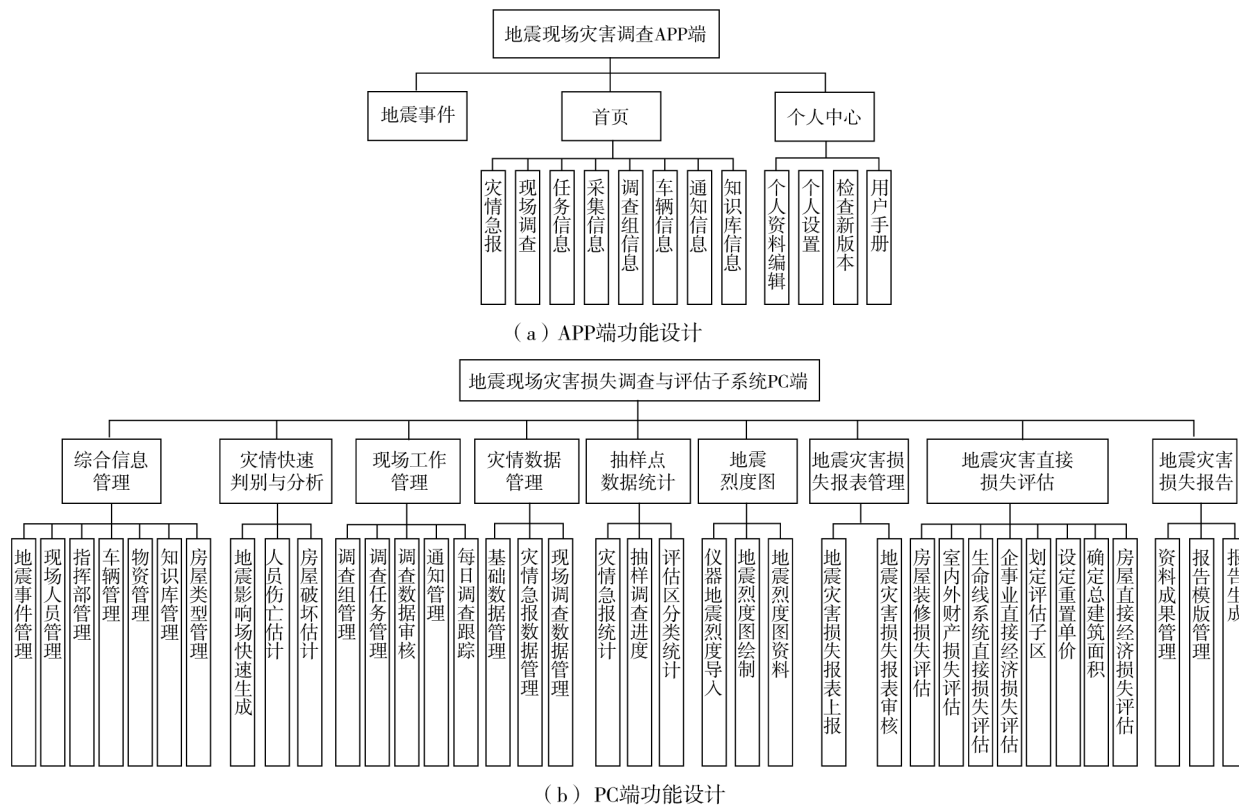 地震现场灾害调查APP端
地震事件
首页
个人中心
灾情急报
现场调查
任务信息
采集信息
调查组信息
车辆信息
通知信息
知识库信息
个人资料编辑
个人设置
检查新版本
用户手册
（a）APP端功能设计
地震现场灾害损失调查与评估子系统PC端
综合信息
管理
灾情快速
判别与分析
现场工作
管理
灾情数据
管理
抽样点
数据统计
地震
烈度图
地震灾害损
失报表管理
地震灾害直接
损失评估
地震灾害
损失报告
地震事件管理
现场人员管理
指挥部管理
车辆管理
物资管理
知识库管理
房屋类型管理
地震影响场快速生成
人员伤亡估计
房屋破坏估计
调查组管理
调查任务管理
调查数据审核
通知管理
每日调查跟踪
基础数据管理
灾情急报数据管理
现场调查数据管理
灾情急报统计
抽样调查进度
评估区分类统计
仪器地震烈度导入
地震烈度图绘制
地震烈度图资料
地震灾害损失报表上报
地震灾害损失报表审核
房屋装修损失评估
室内外财产损失评估
生命线系统直接损失评估
企事业直接经济损失评估
划定评估子区
设定重置单价
确定总建筑面积
房屋直接经济损失评估
资料成果管理
报告模版管理
报告生成
（b）PC端功能设计